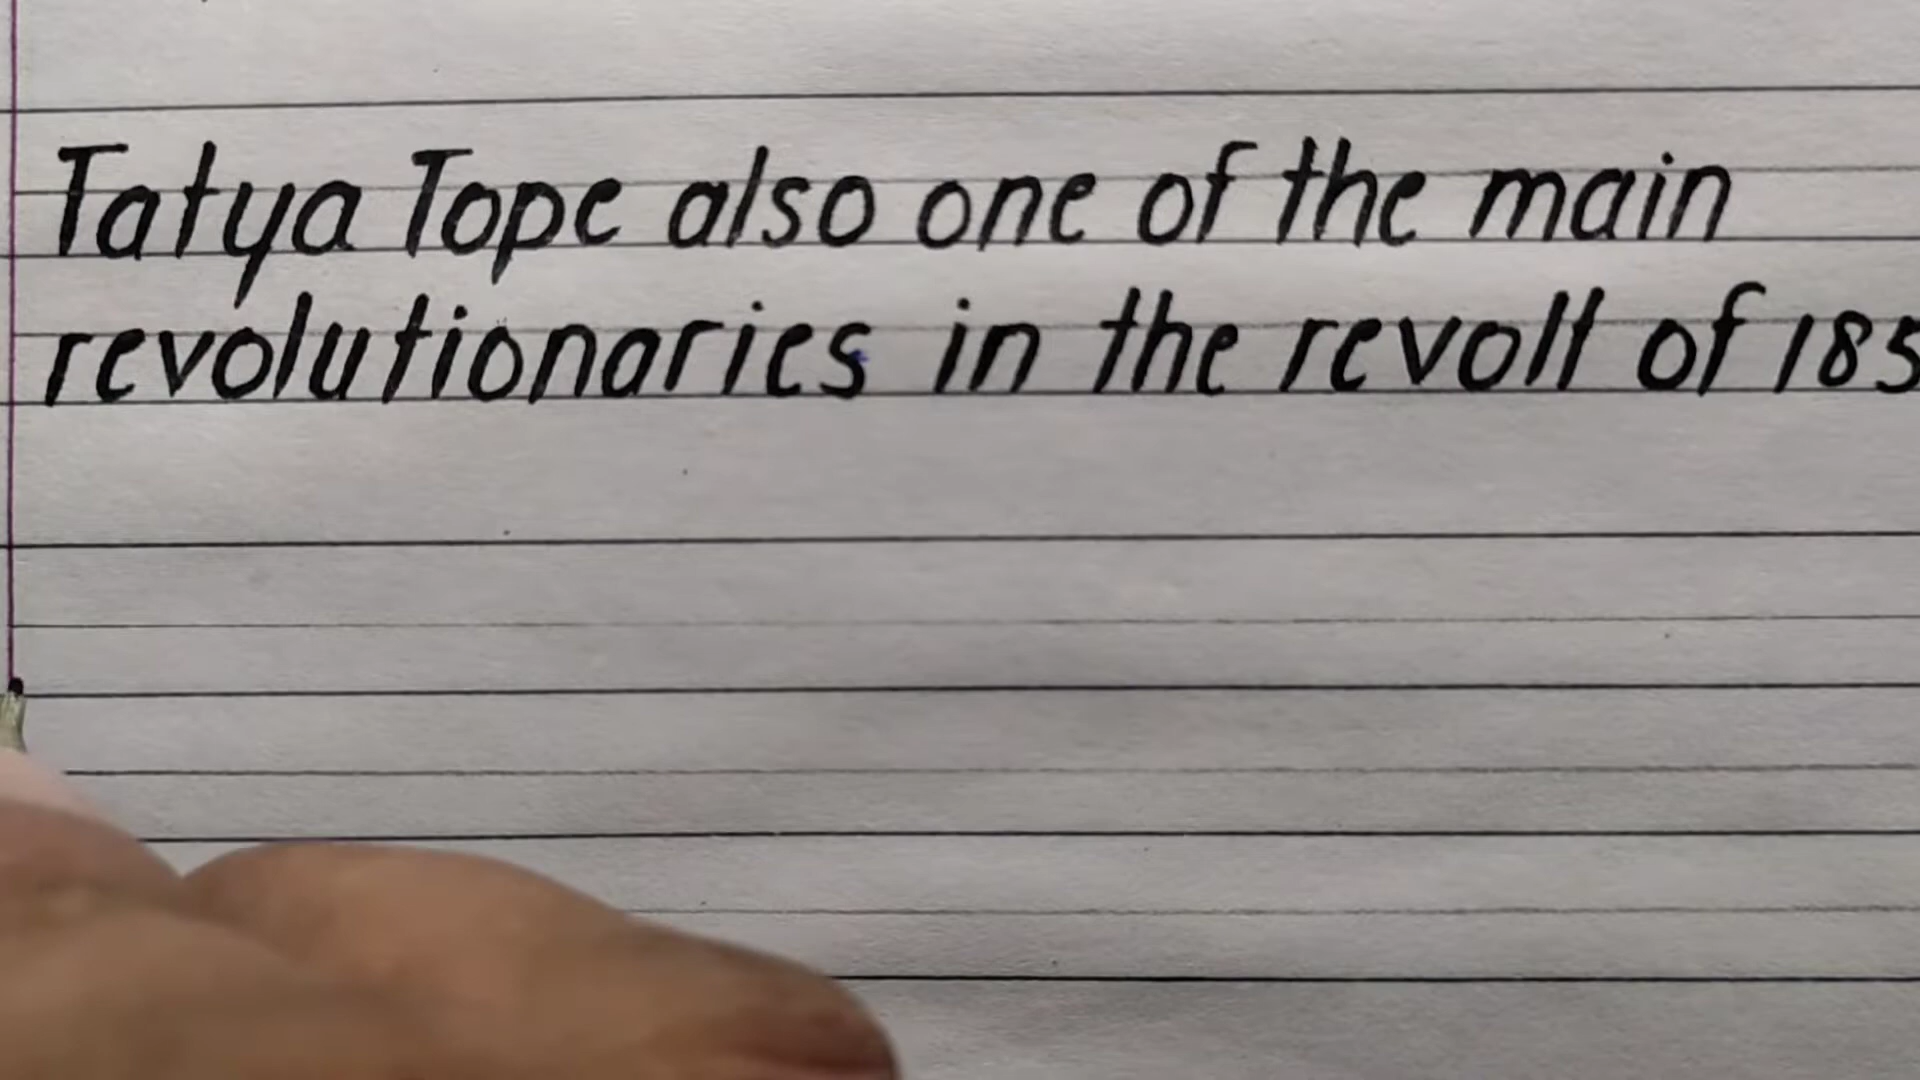 Tatya Tope also one of the main
revolutionaries in the revolt of 185